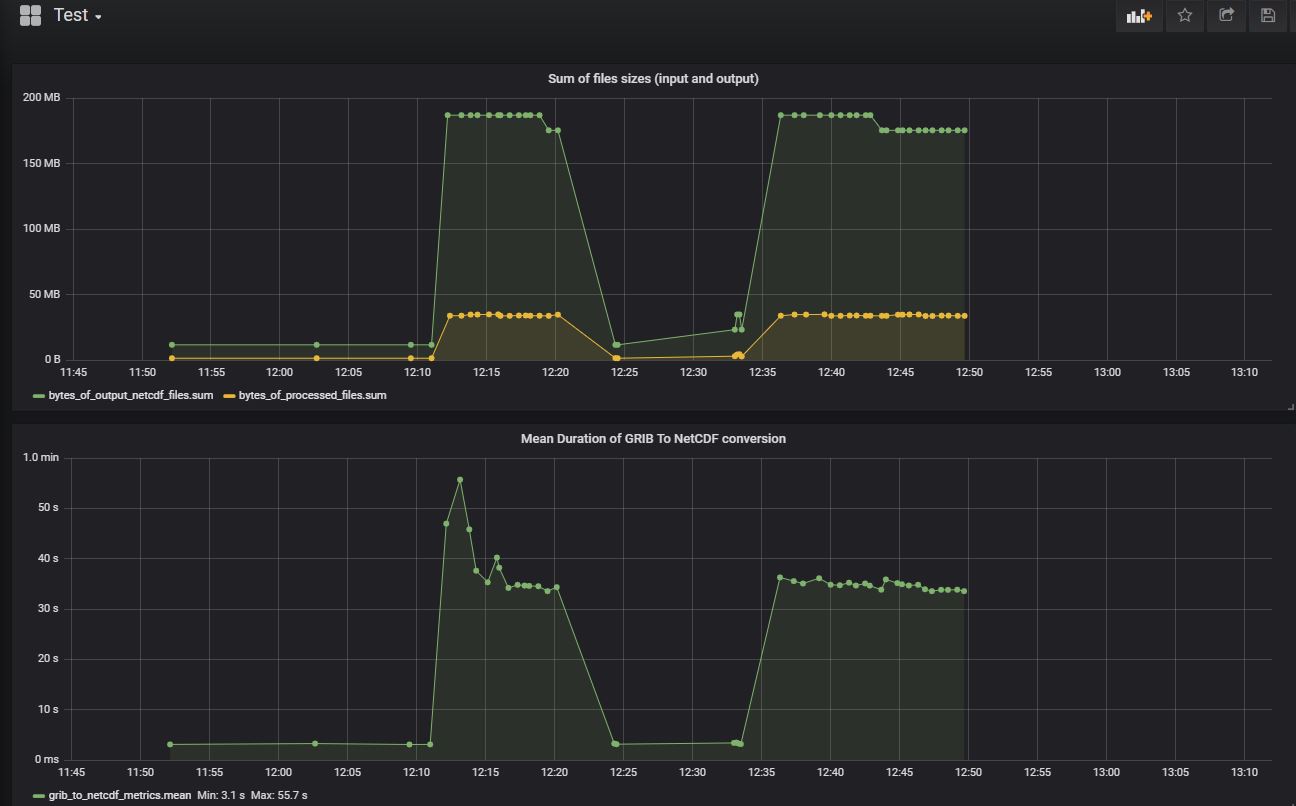 Test
Sum of files sizes (input and output)
200 MB
150 MB
100 MB
50 MB
0 B
11:45 11:50 11:55 12:00 12:05 12:10 12:15 12:20 12:25 12:30 12:35 12:40 12:45 12:50 12:55 13:00 13:05 13:10
bytes_of_output_netcdf_files.sum bytes_of_processed_files.sum
Mean Duration of GRIB To NetCDF conversion
1.0 min
50 s
40 s
30 s
20 s
10 s
0 ms
11:45 11:50 11:55 12:00 12:05 12:10 12:15 12:20 12:25 12:30 12:35 12:40 12:45 12:50 12:55 13:00 13:05 13:10
grib_to_netcdf_metrics.mean Min: 3.1 s Max: 55.7 s